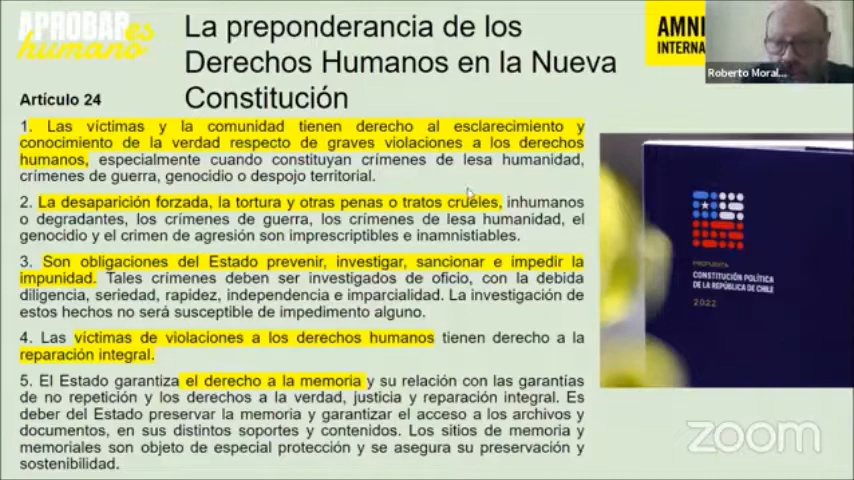 APROBAR es
humano
La preponderancia de los
Derechos Humanos en la Nueva
Constitución
AMNI
INTERNA
Roberto Moral...
Artículo 24
1. Las víctimas y la comunidad tienen derecho al esclarecimiento y
conocimiento de la verdad respecto de graves violaciones a los derechos
humanos, especialmente cuando constituyan crímenes de lesa humanidad,
crímenes de guerra, genocidio o despojo territorial.
2. La desaparición forzada, la tortura y otras penas o tratos crueles, inhumanos
o degradantes, los crímenes de guerra, los crímenes de lesa humanidad, el
genocidio y el crimen de agresión son imprescriptibles e inamnistiables.
3. Son obligaciones del Estado prevenir, investigar, sancionar e impedir la
impunidad. Tales crímenes deben ser investigados de oficio, con la debida
diligencia, seriedad, rapidez, independencia e imparcialidad. La investigación de
estos hechos no será susceptible de impedimento alguno.
4. Las víctimas de violaciones a los derechos humanos tienen derecho a la
reparación integral.
5. El Estado garantiza el derecho a la memoria y su relación con las garantías
de no repetición y los derechos a la verdad, justicia y reparación integral. Es
deber del Estado preservar la memoria y garantizar el acceso a los archivos y
documentos, en sus distintos soportes y contenidos. Los sitios de memoria y
memoriales son objeto de especial protección y se asegura su preservación y
sostenibilidad.
PROPUESTA
CONSTITUCIÓN POLÍTICA
DE LA REPÚBLICA DE CHILE
2022
zoom